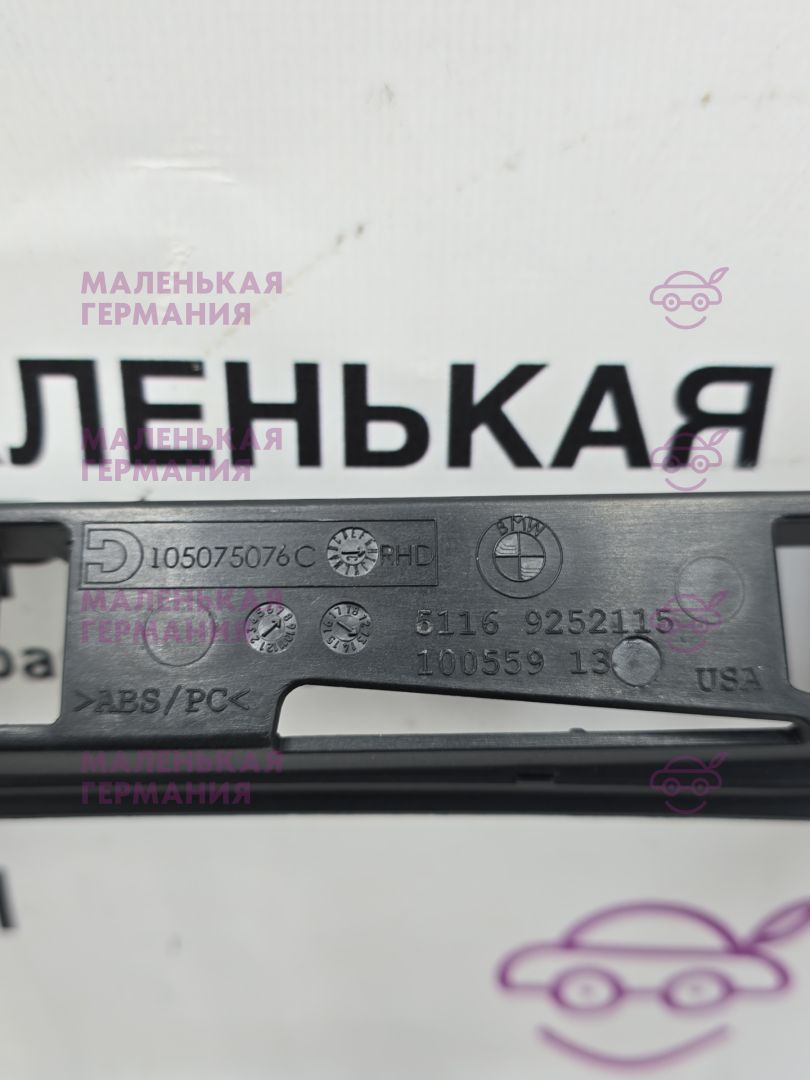 МАЛЕНЬКАЯ
ГЕРМАНИЯ
ЛЕНЬКАЯ
МАЛЕНЬКАЯ
ГЕРМАНИЯ
105075076C RHD
BMW
МАЛЕНЬКАЯ
ГЕРМАНИЯ
5116 9252115
ра
100559 13
USA
>ABS/PC<
МАЛЕНЬКАЯ
ГЕРМАНИЯ